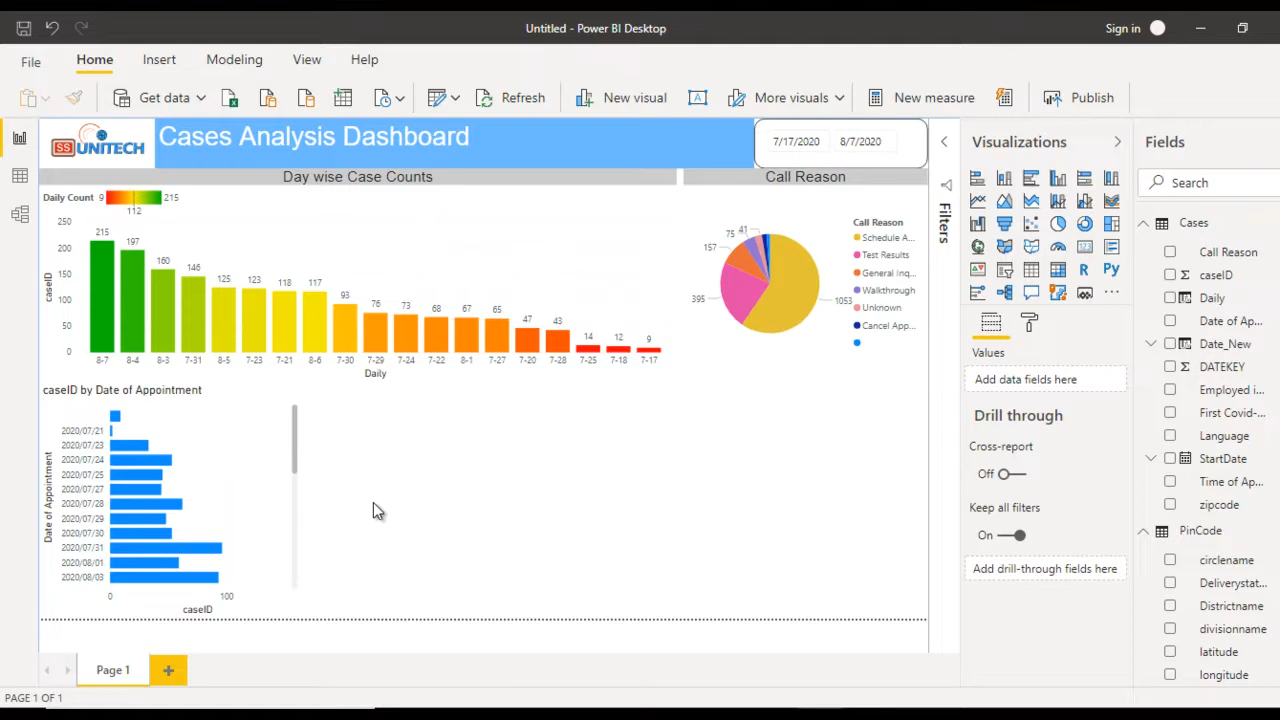 Untitled - Power BI Desktop
Sign in
File
Home
Insert
Modeling
View
Help
Get data
Refresh
New visual
More visuals
New measure
Publish
SS UNITECH
Cases Analysis Dashboard
7/17/2020
8/7/2020
Day wise Case Counts
Call Reason
Daily Count 9 215
112
caseID
250
200
150
100
50
0
215
197
160
146
125
123
118
117
93
76
73
68
67
65
47
43
14
12
9
8-7
8-4
8-3
7-31
8-5
7-23
7-21
8-6
7-30
7-29
7-24
7-22
8-1
7-27
7-20
7-28
7-25
7-18
7-17
Daily
75
41
157
395
1053
Call Reason
Schedule A...
Test Results
General Inq...
Walkthrough
Unknown
Cancel App...
caseID by Date of Appointment
Date of Appointment
2020/07/21
2020/07/23
2020/07/24
2020/07/25
2020/07/27
2020/07/28
2020/07/29
2020/07/30
2020/07/31
2020/08/01
2020/08/03
0
100
caseID
Filters
Visualizations
R
Py
123
Values
Add data fields here
Drill through
Cross-report
Off
Keep all filters
On
Add drill-through fields here
Fields
Search
Cases
Call Reason
caseID
Daily
Date of Ap...
Date_New
DATEKEY
Employed i...
First Covid-...
Language
StartDate
Time of Ap...
zipcode
PinCode
circlename
Deliverystat...
Districtname
divisionname
latitude
longitude
Page 1
PAGE 1 OF 1